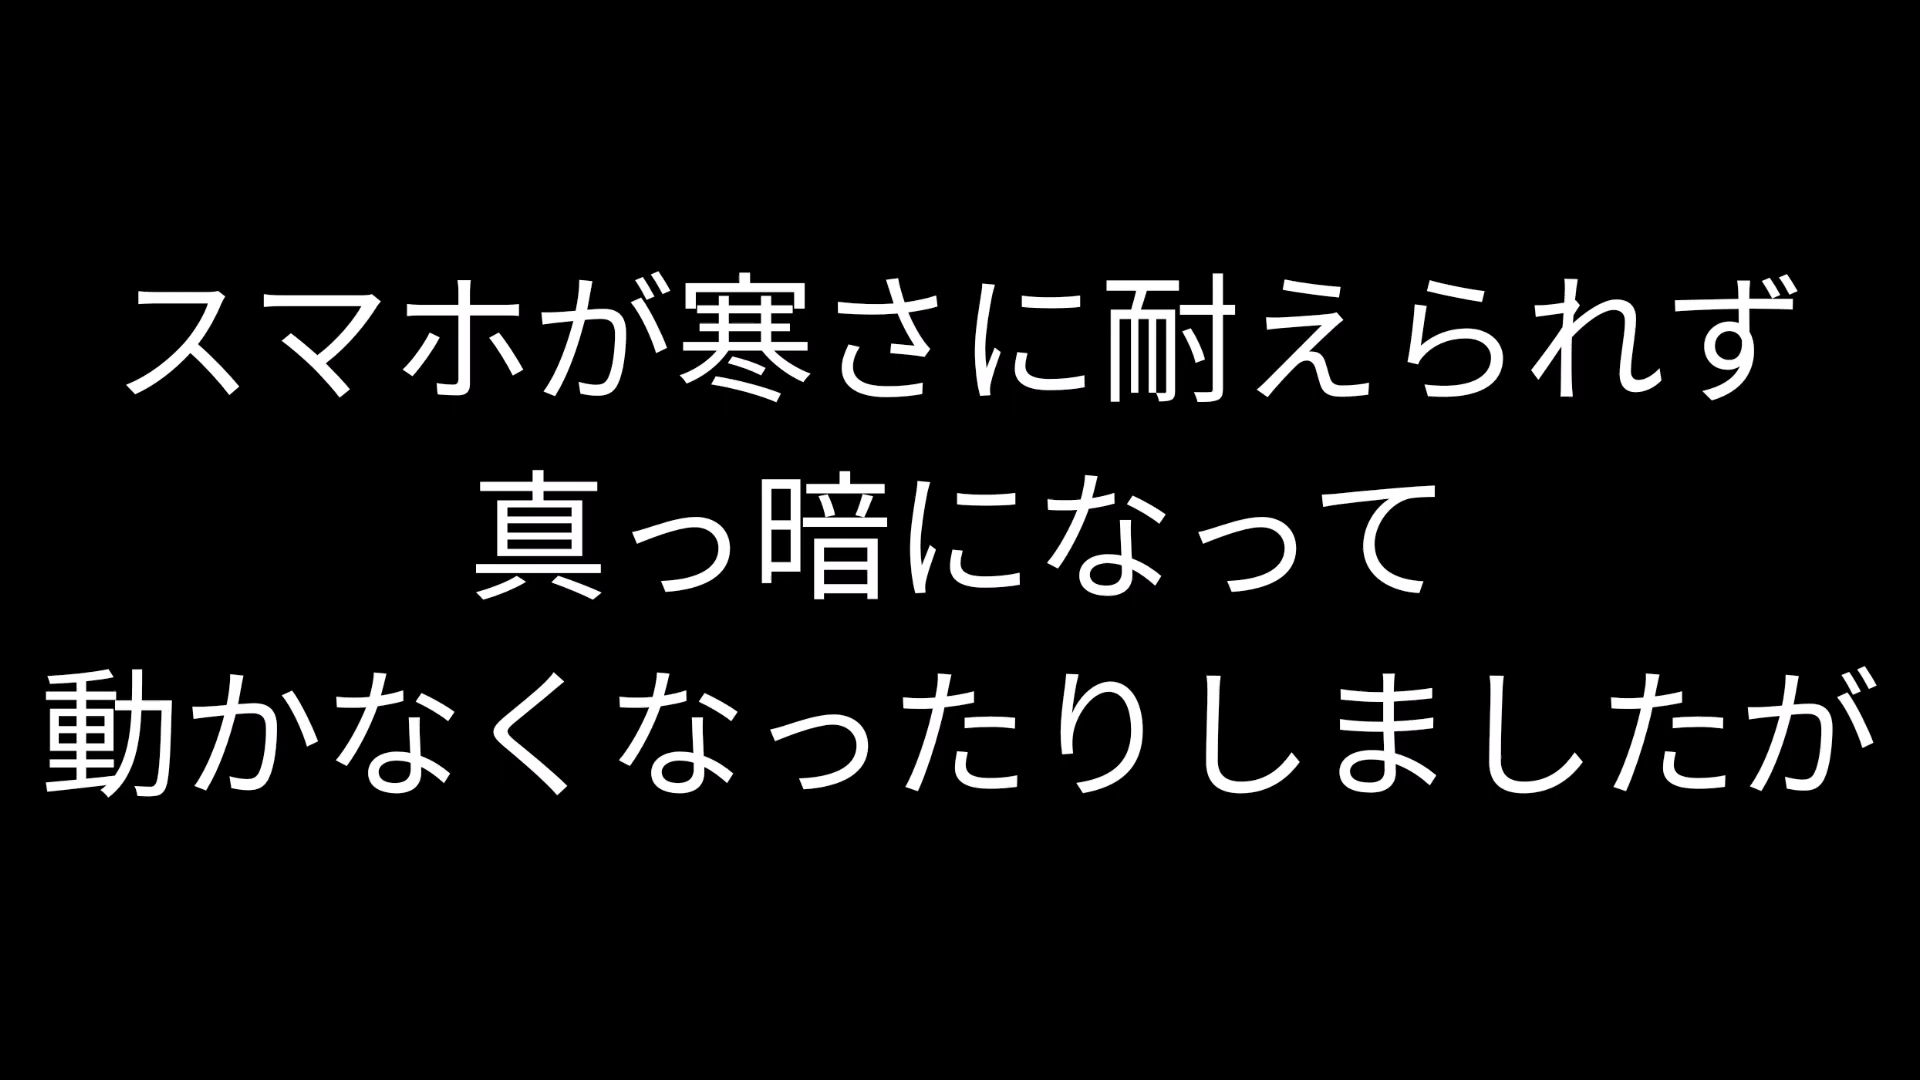 スマホが寒さに耐えられず
真っ暗になって
動かなくなったりしましたが